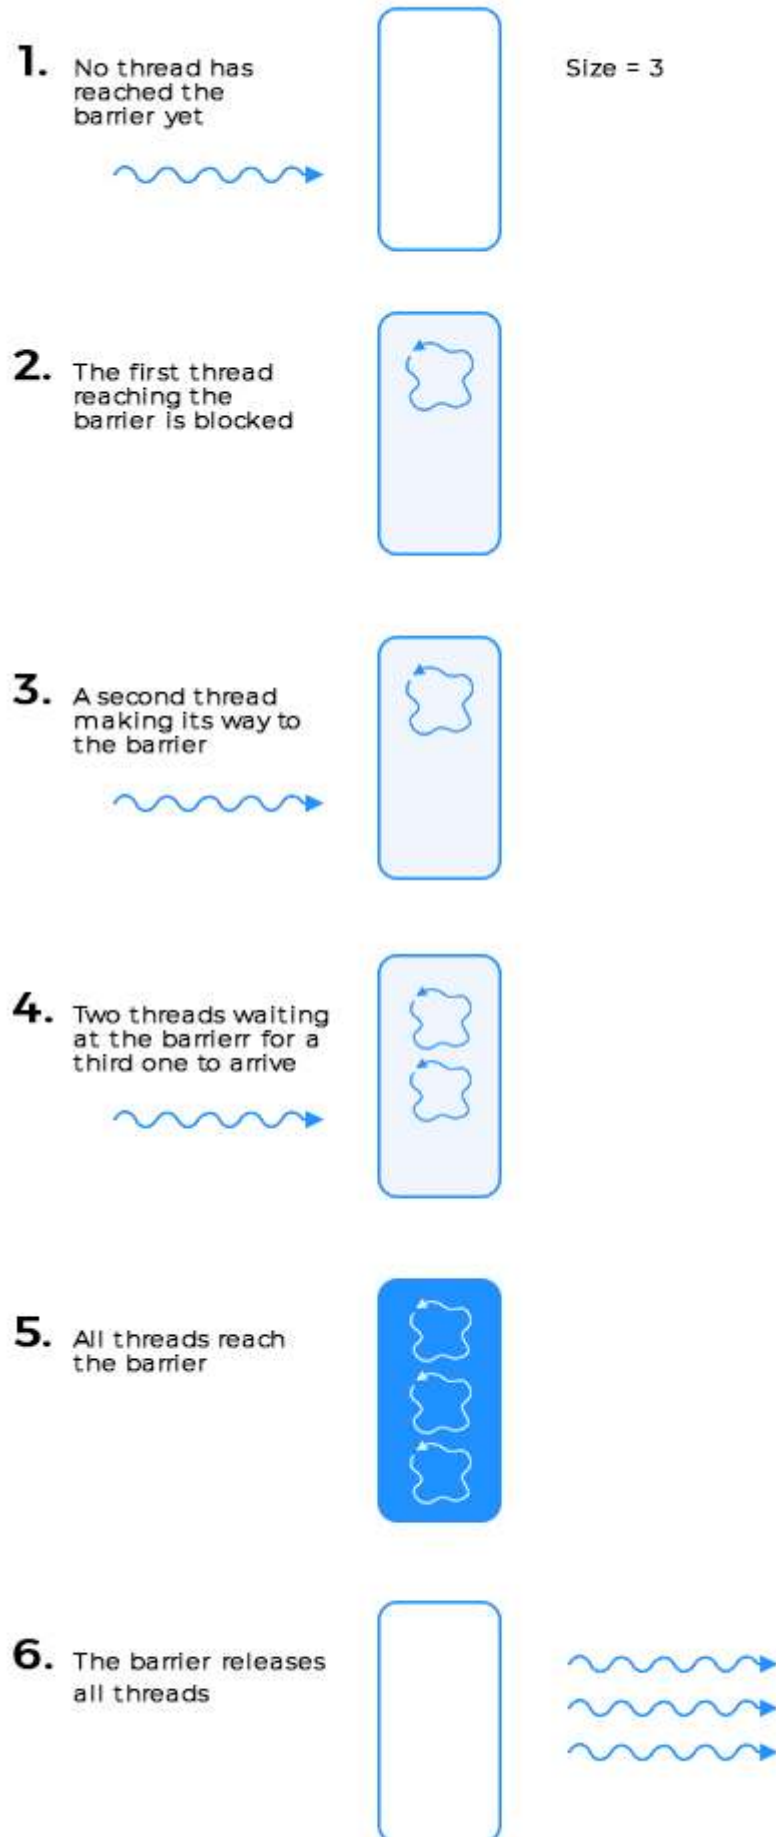 1. No thread has
reached the
barrier yet
Size = 3
2. The first thread
reaching the
barrier is blocked
3. A second thread
making its way to
the barrier
4. Two threads waiting
at the barrierr for a
third one to arrive
5. All threads reach
the barrier
6. The barrier releases
all threads